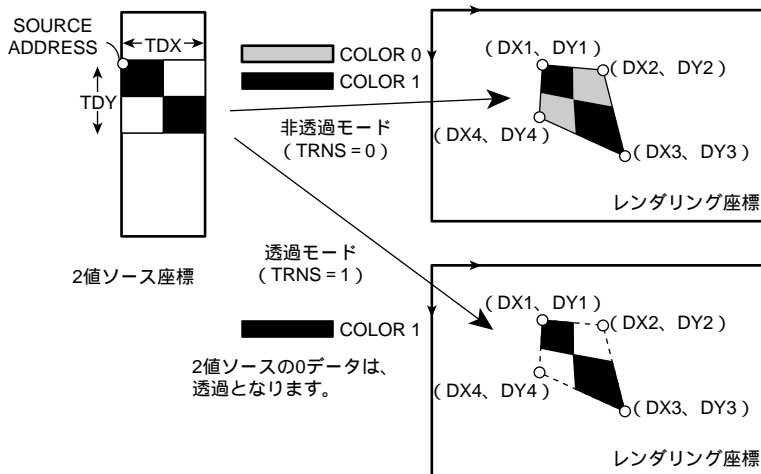 SOURCE
ADDRESS
TDX
TDY
2値ソース座標
COLOR 0
COLOR 1
非透過モード
(TRNS = 0)
(DX1、DY1)
(DX2、DY2)
(DX4、DY4)
(DX3、DY3)
レンダリング座標
透過モード
(TRNS = 1)
COLOR 1
2値ソースの0データは、
透過となります。
(DX1、DY1)
(DX2、DY2)
(DX4、DY4)
(DX3、DY3)
レンダリング座標